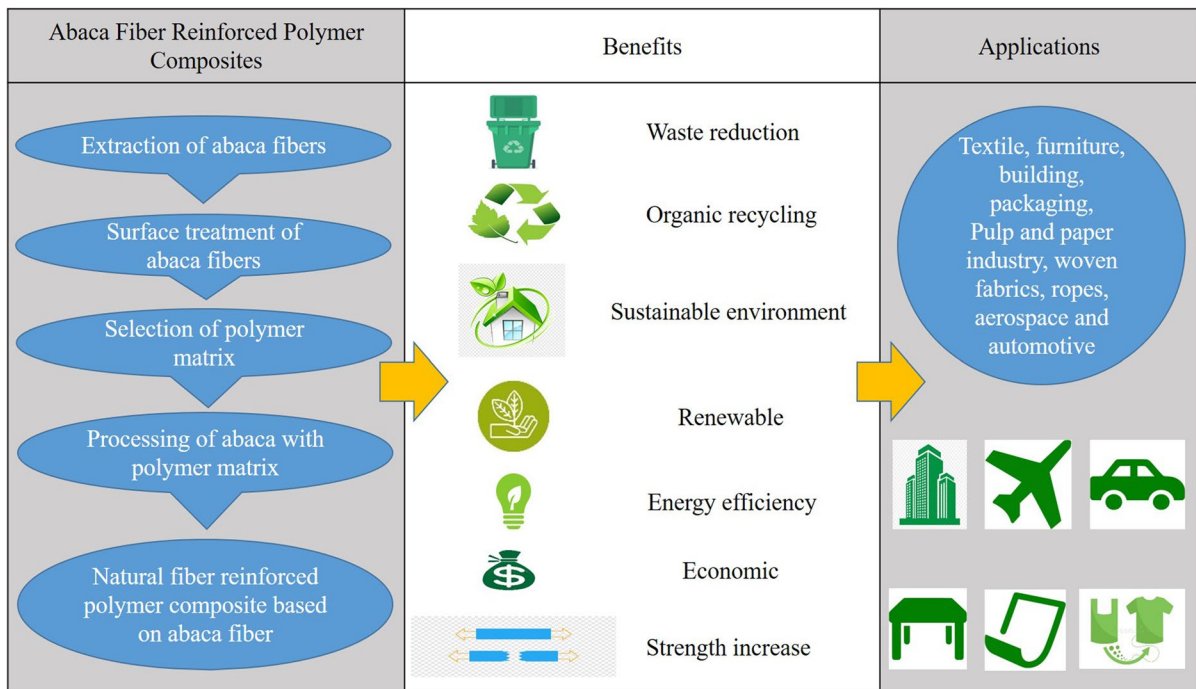 Abaca Fiber Reinforced Polymer
Composites
Benefits
Applications
Extraction of abaca fibers
Surface treatment of
abaca fibers
Selection of polymer
matrix
Processing of abaca with
polymer matrix
Natural fiber reinforced
polymer composite based
on abaca fiber
Waste reduction
Organic recycling
Sustainable environment
Renewable
Energy efficiency
$
Economic
Strength increase
Textile, furniture,
building,
packaging,
Pulp and paper
industry, woven
fabrics, ropes,
aerospace and
automotive